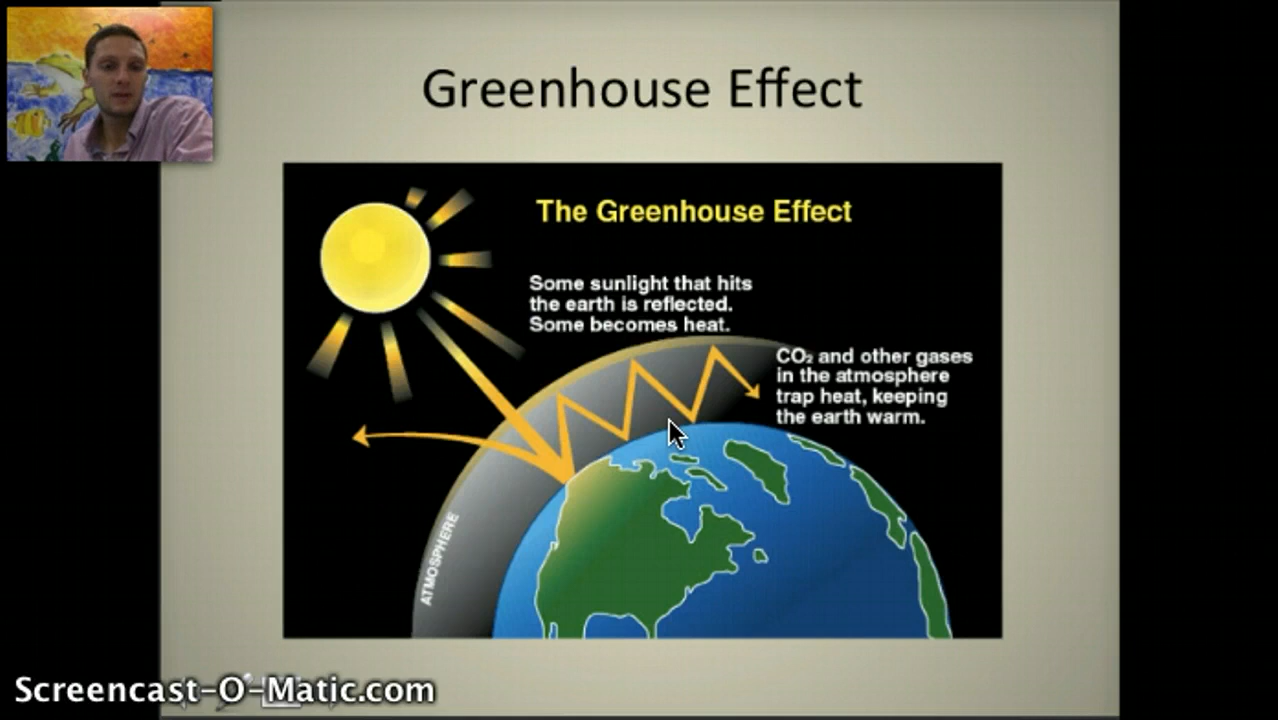 Greenhouse Effect
The Greenhouse Effect
Some sunlight that hits
the earth is reflected.
Some becomes heat.
CO₂ and other gases
in the atmosphere
trap heat, keeping
the earth warm.
ATMOSPHERE
Screencast-O-Matic.com